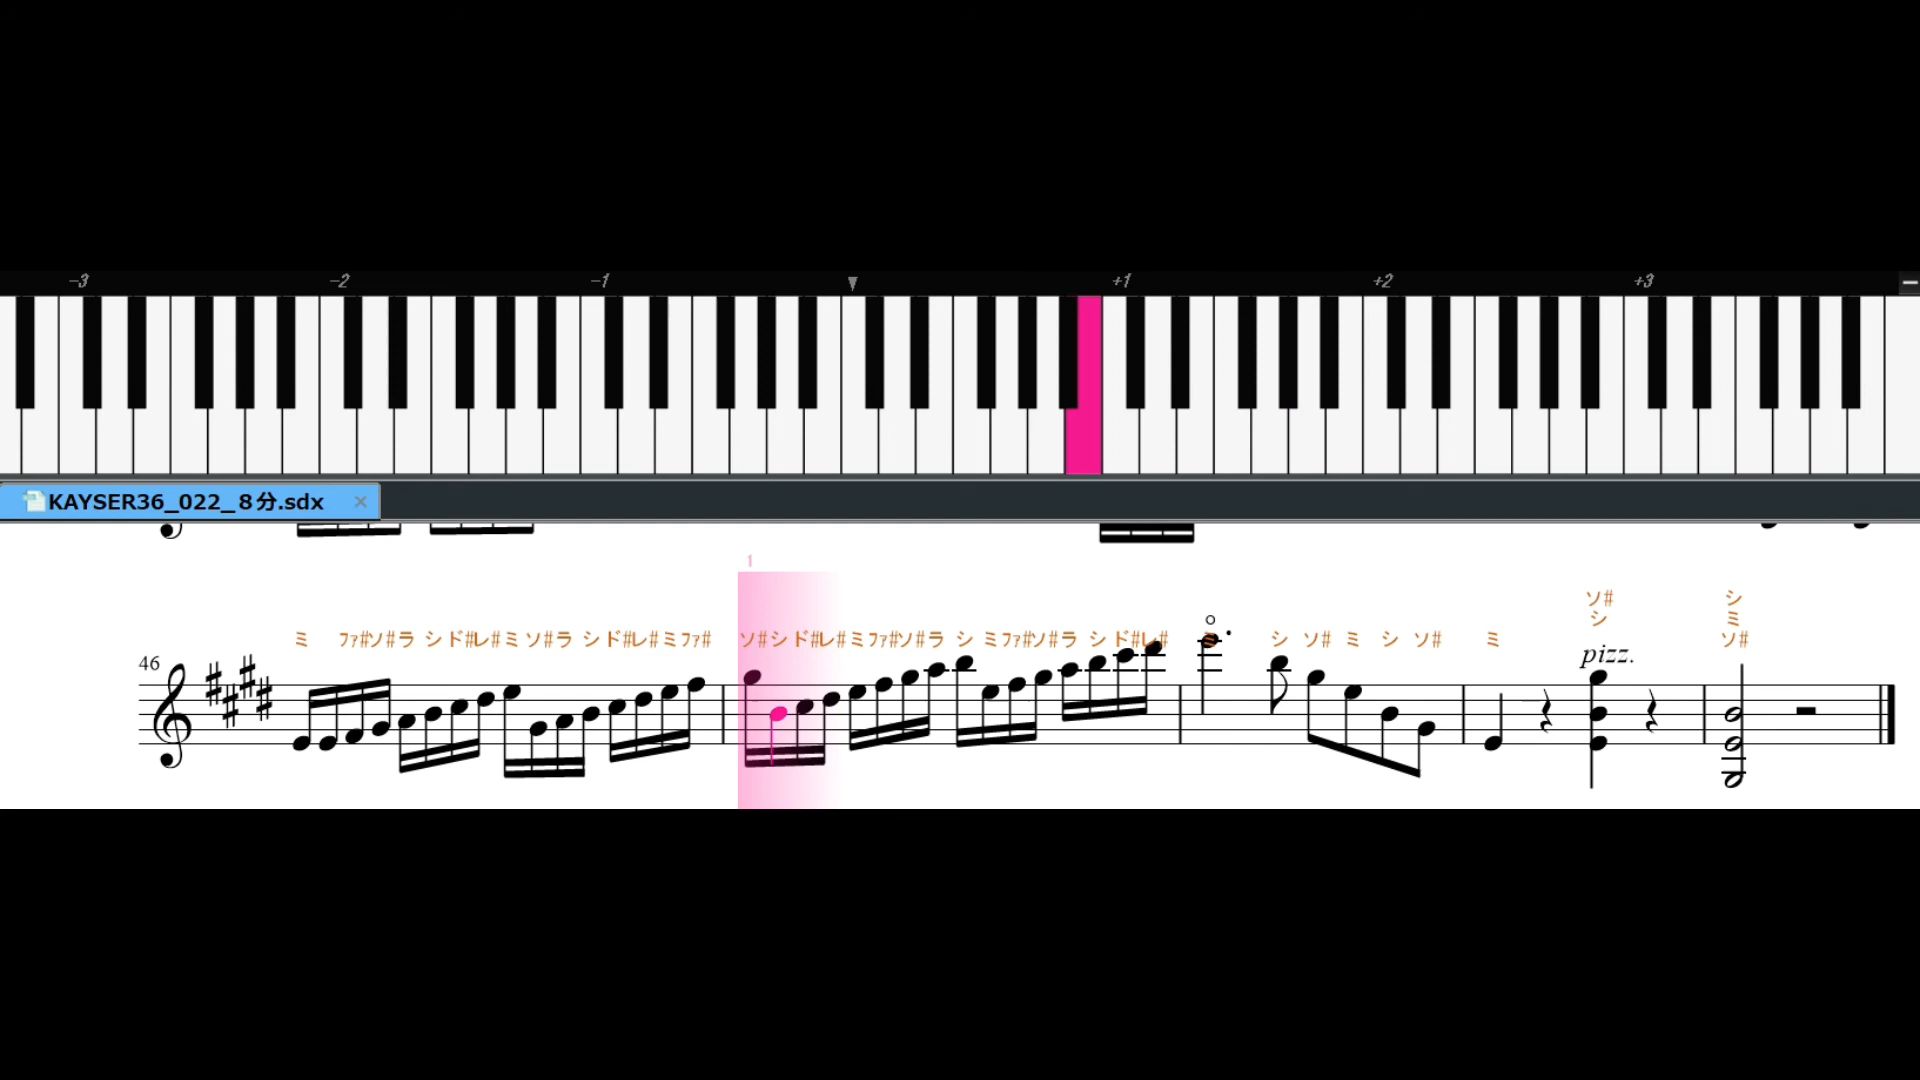 −3 −2 −1 ▼ +1 +2 +3
KAYSER36_022_８分.sdx ×
1
ソ# シ
シ ミ
ミ ファ# ソ# ラ シ ド# レ# ミ ソ# ラ シ ド# レ# ミ ファ# ソ# シ ド# レ# ミ ファ# ソ# ラ シ ミ ファ# ソ# ラ シ ド# レ# ミ シ ソ# ミ シ ソ# ミ ソ#
46 pizz.